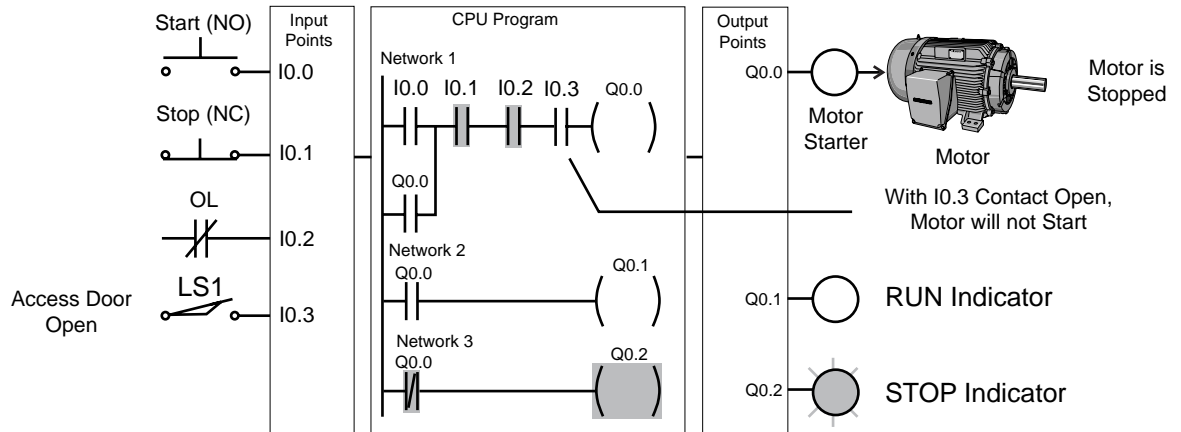 Start (NO)
I0.0
Stop (NC)
I0.1
OL
I0.2
LS1
Access Door
Open
I0.3
Input
Points
CPU Program
Network 1
I0.0 I0.1 I0.2 I0.3 Q0.0
Q0.0
Network 2
Q0.0 Q0.1
Network 3
Q0.0 Q0.2
Output
Points
Q0.0
Motor
Starter
Motor
Motor is
Stopped
With I0.3 Contact Open,
Motor will not Start
Q0.1 RUN Indicator
Q0.2 STOP Indicator